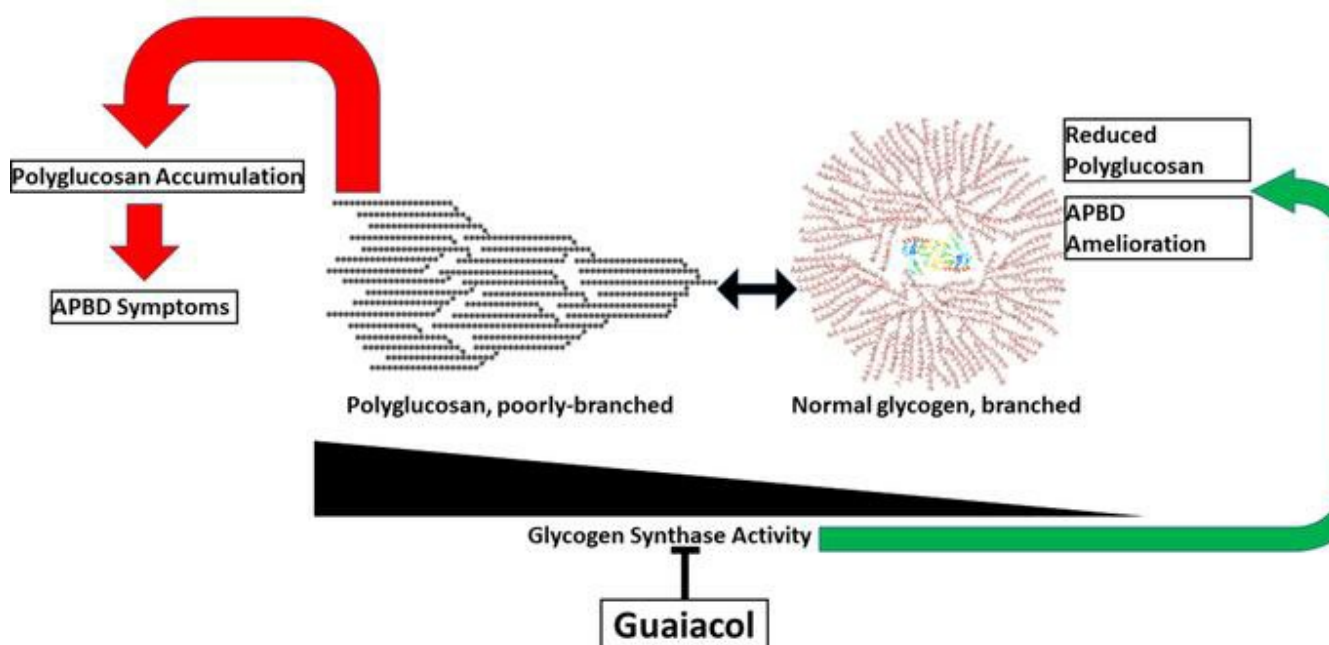 Reduced
Polyglucosan
Polyglucosan Accumulation
APBD
Amelioration
APBD Symptoms
Polyglucosan, poorly-branched
Normal glycogen, branched
Glycogen Synthase Activity
Guaiacol